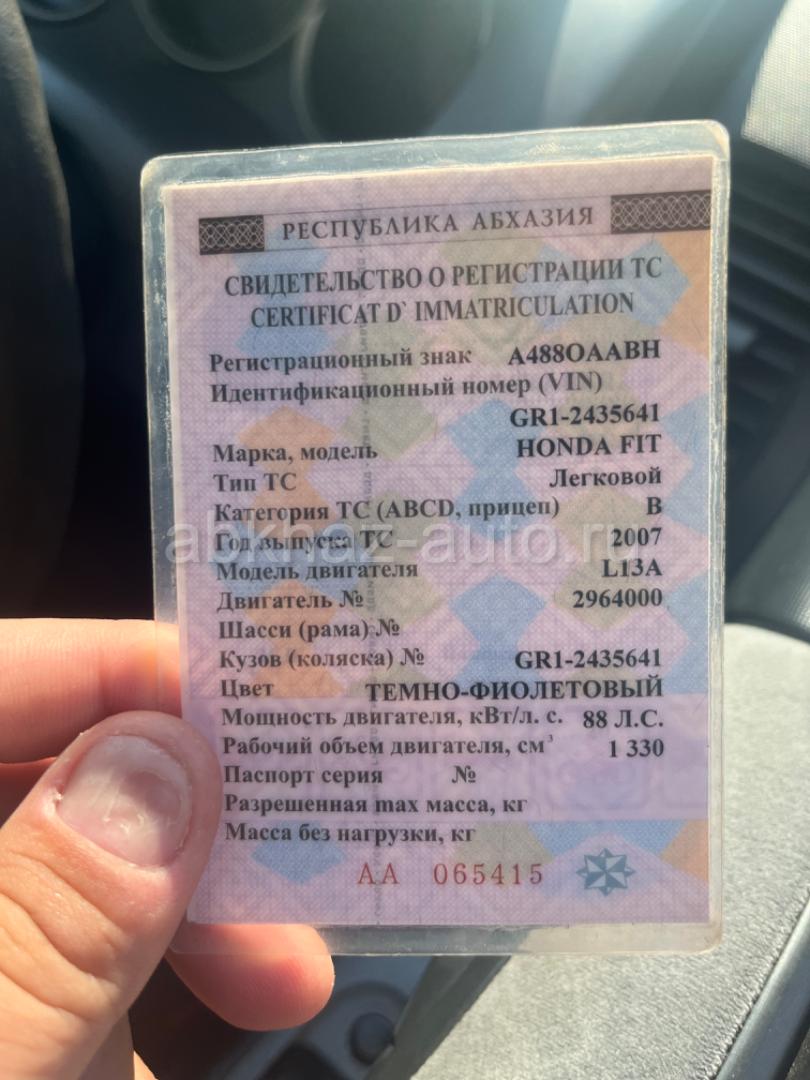 РЕСПУБЛИКА АБХАЗИЯ
СВИДЕТЕЛЬСТВО О РЕГИСТРАЦИИ ТС
CERTIFICAT D` IMMATRICULATION
Регистрационный знак А488ОААВН
Идентификационный номер (VIN)
GR1-2435641
Марка, модель HONDA FIT
Тип ТС Легковой
Категория ТС (ABCD, прицеп) B
abkhaz-auto.ru
Год выпуска ТС 2007
Модель двигателя L13A
Двигатель № 2964000
Шасси (рама) №
Кузов (коляска) № GR1-2435641
Цвет ТЕМНО-ФИОЛЕТОВЫЙ
Мощность двигателя, кВт/л. с. 88 Л.С.
Рабочий объем двигателя, см³ 1 330
Паспорт серия №
Разрешенная max масса, кг
Масса без нагрузки, кг
АА 065415